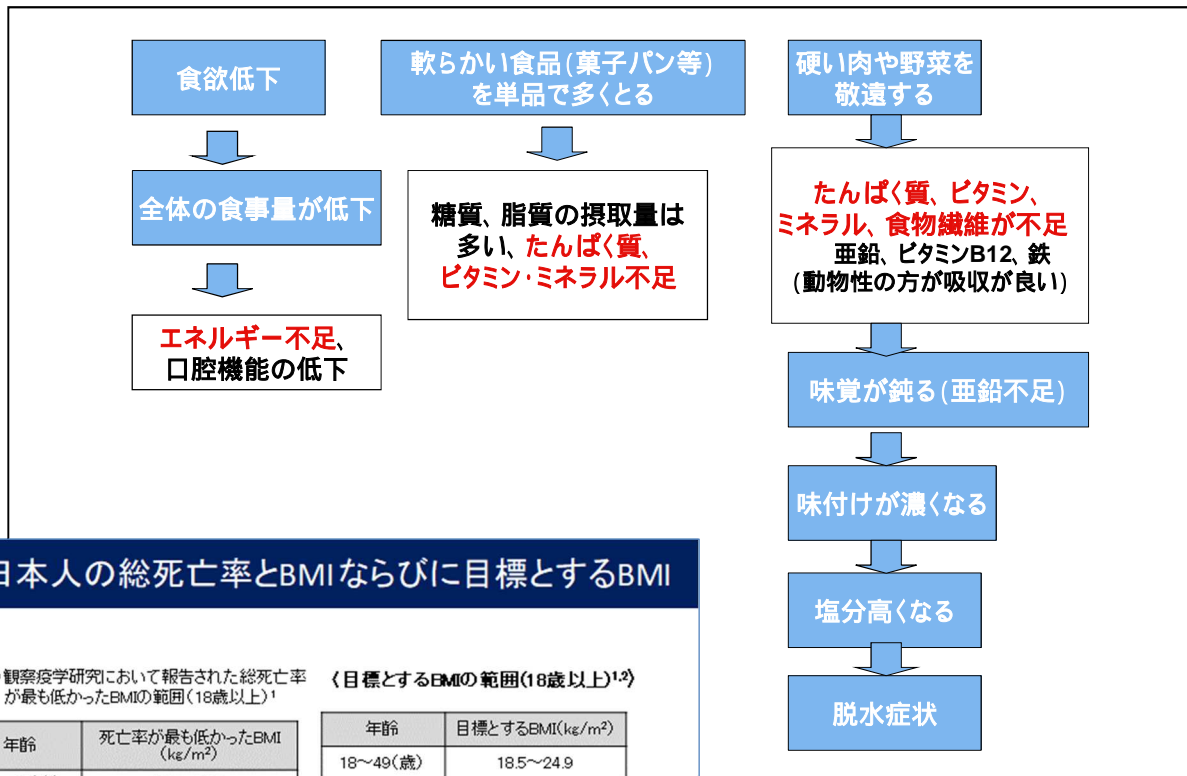 食欲低下
全体の食事量が低下
エネルギー不足、
口腔機能の低下
軟らかい食品(菓子パン等)
を単品で多くとる
糖質、脂質の摂取量は
多い、たんぱく質、
ビタミン・ミネラル不足
硬い肉や野菜を
敬遠する
たんぱく質、ビタミン、
ミネラル、食物繊維が不足
亜鉛、ビタミンB12、鉄
(動物性の方が吸収が良い)
味覚が鈍る(亜鉛不足)
味付けが濃くなる
塩分高くなる
脱水症状
日本人の総死亡率とBMIならびに目標とするBMI
観察疫学研究において報告された総死亡率
が最も低かったBMIの範囲(18歳以上)¹
年齢 死亡率が最も低かったBMI
(kg/m²)
〈目標とするBMIの範囲(18歳以上)¹·²〉
年齢 目標とするBMI(kg/m²)
18～49(歳) 18.5～24.9